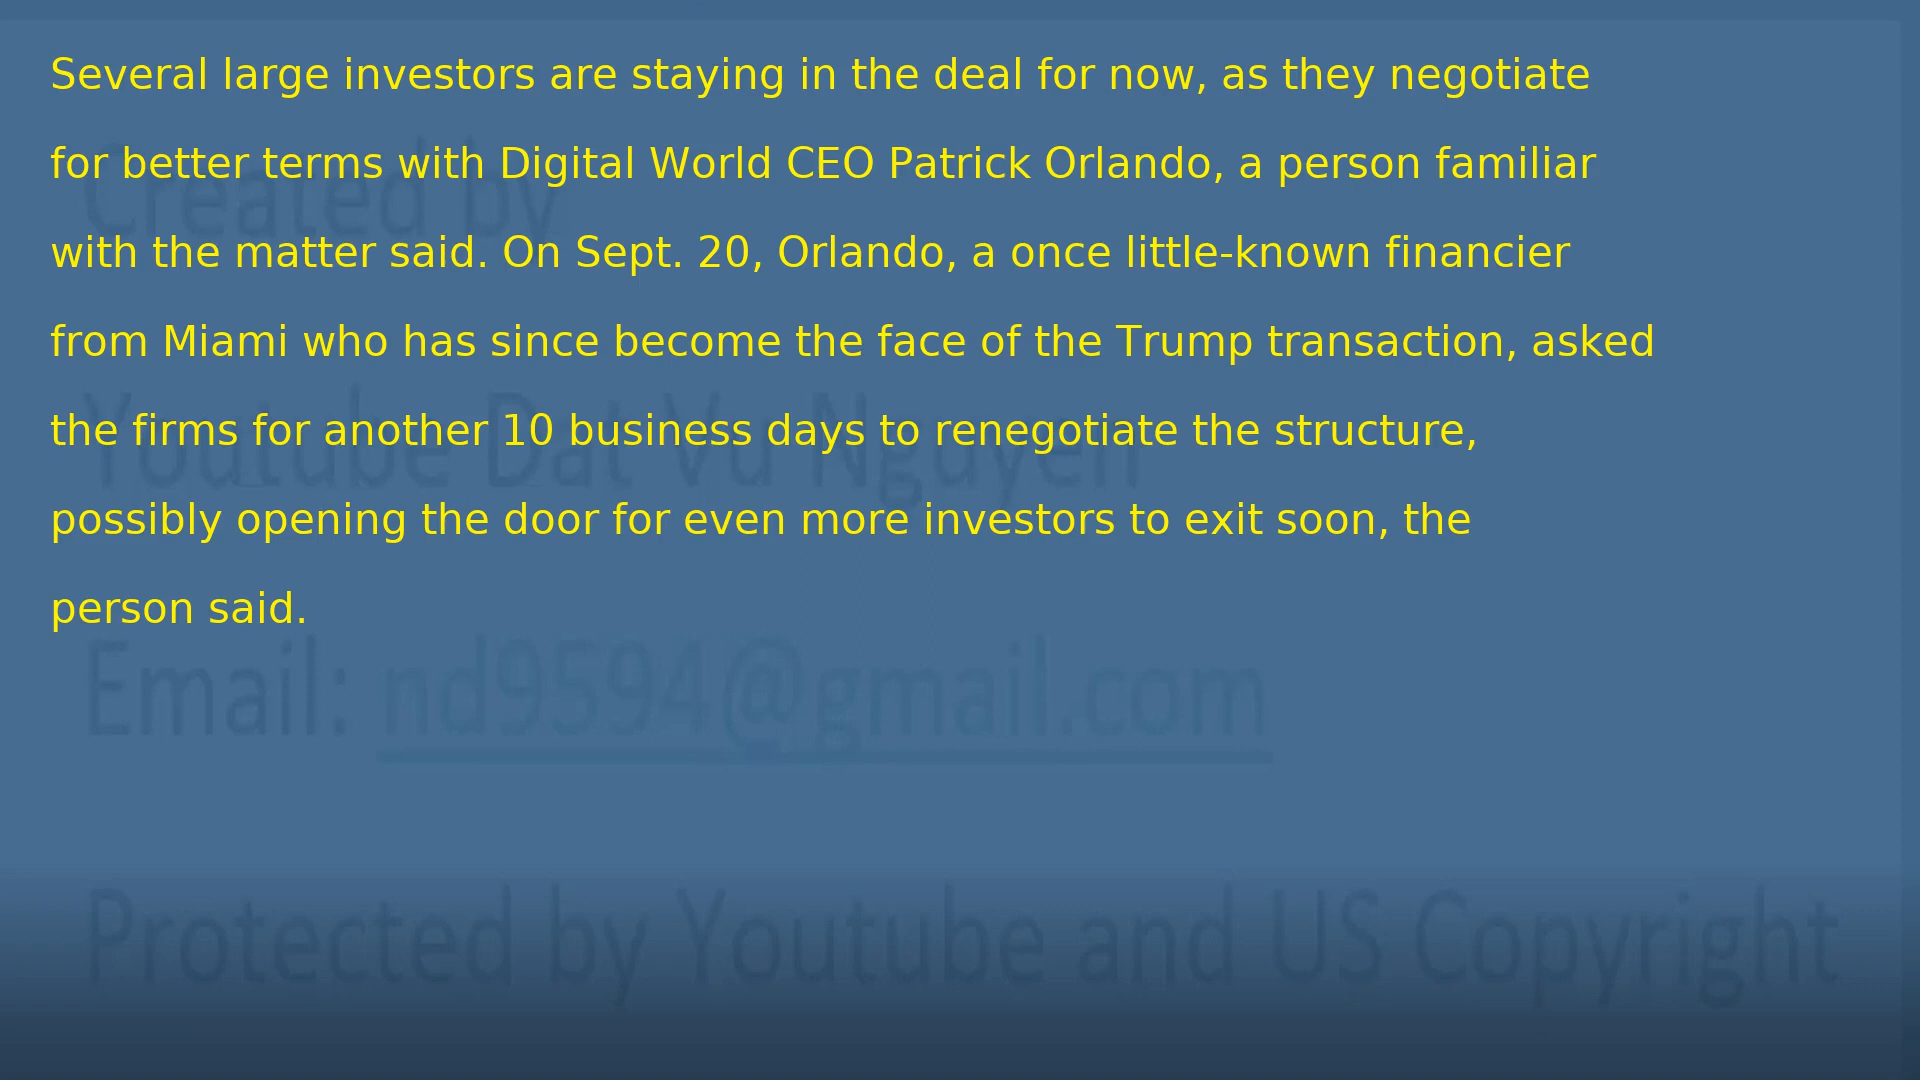 Several large investors are staying in the deal for now, as they negotiate
for better terms with Digital World CEO Patrick Orlando, a person familiar
Created by
with the matter said. On Sept. 20, Orlando, a once little-known financier
from Miami who has since become the face of the Trump transaction, asked
the firms for another 10 business days to renegotiate the structure,
Youtube Dat Vu Nguyen
possibly opening the door for even more investors to exit soon, the
person said.
Email: nd9594@gmail.com
Protected by Youtube and US Copyright